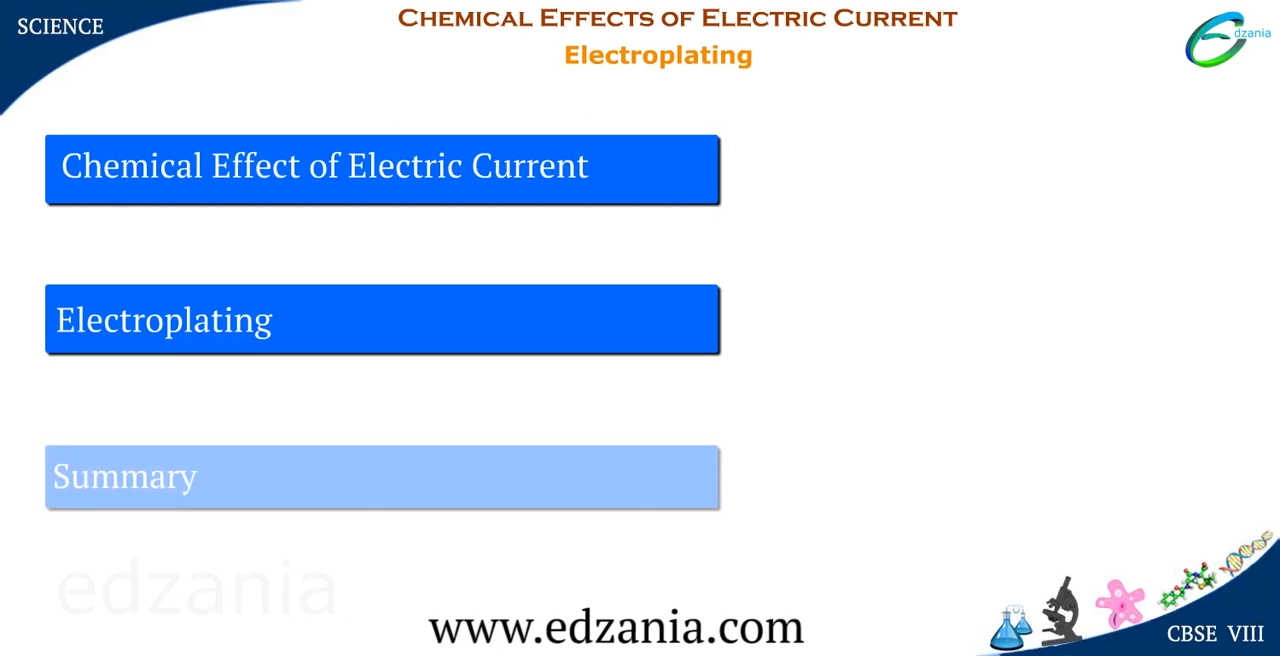 SCIENCE
CHEMICAL EFFECTS OF ELECTRIC CURRENT
Electroplating
Edzania
Chemical Effect of Electric Current
Electroplating
Summary
edzania
www.edzania.com
CBSE VIII